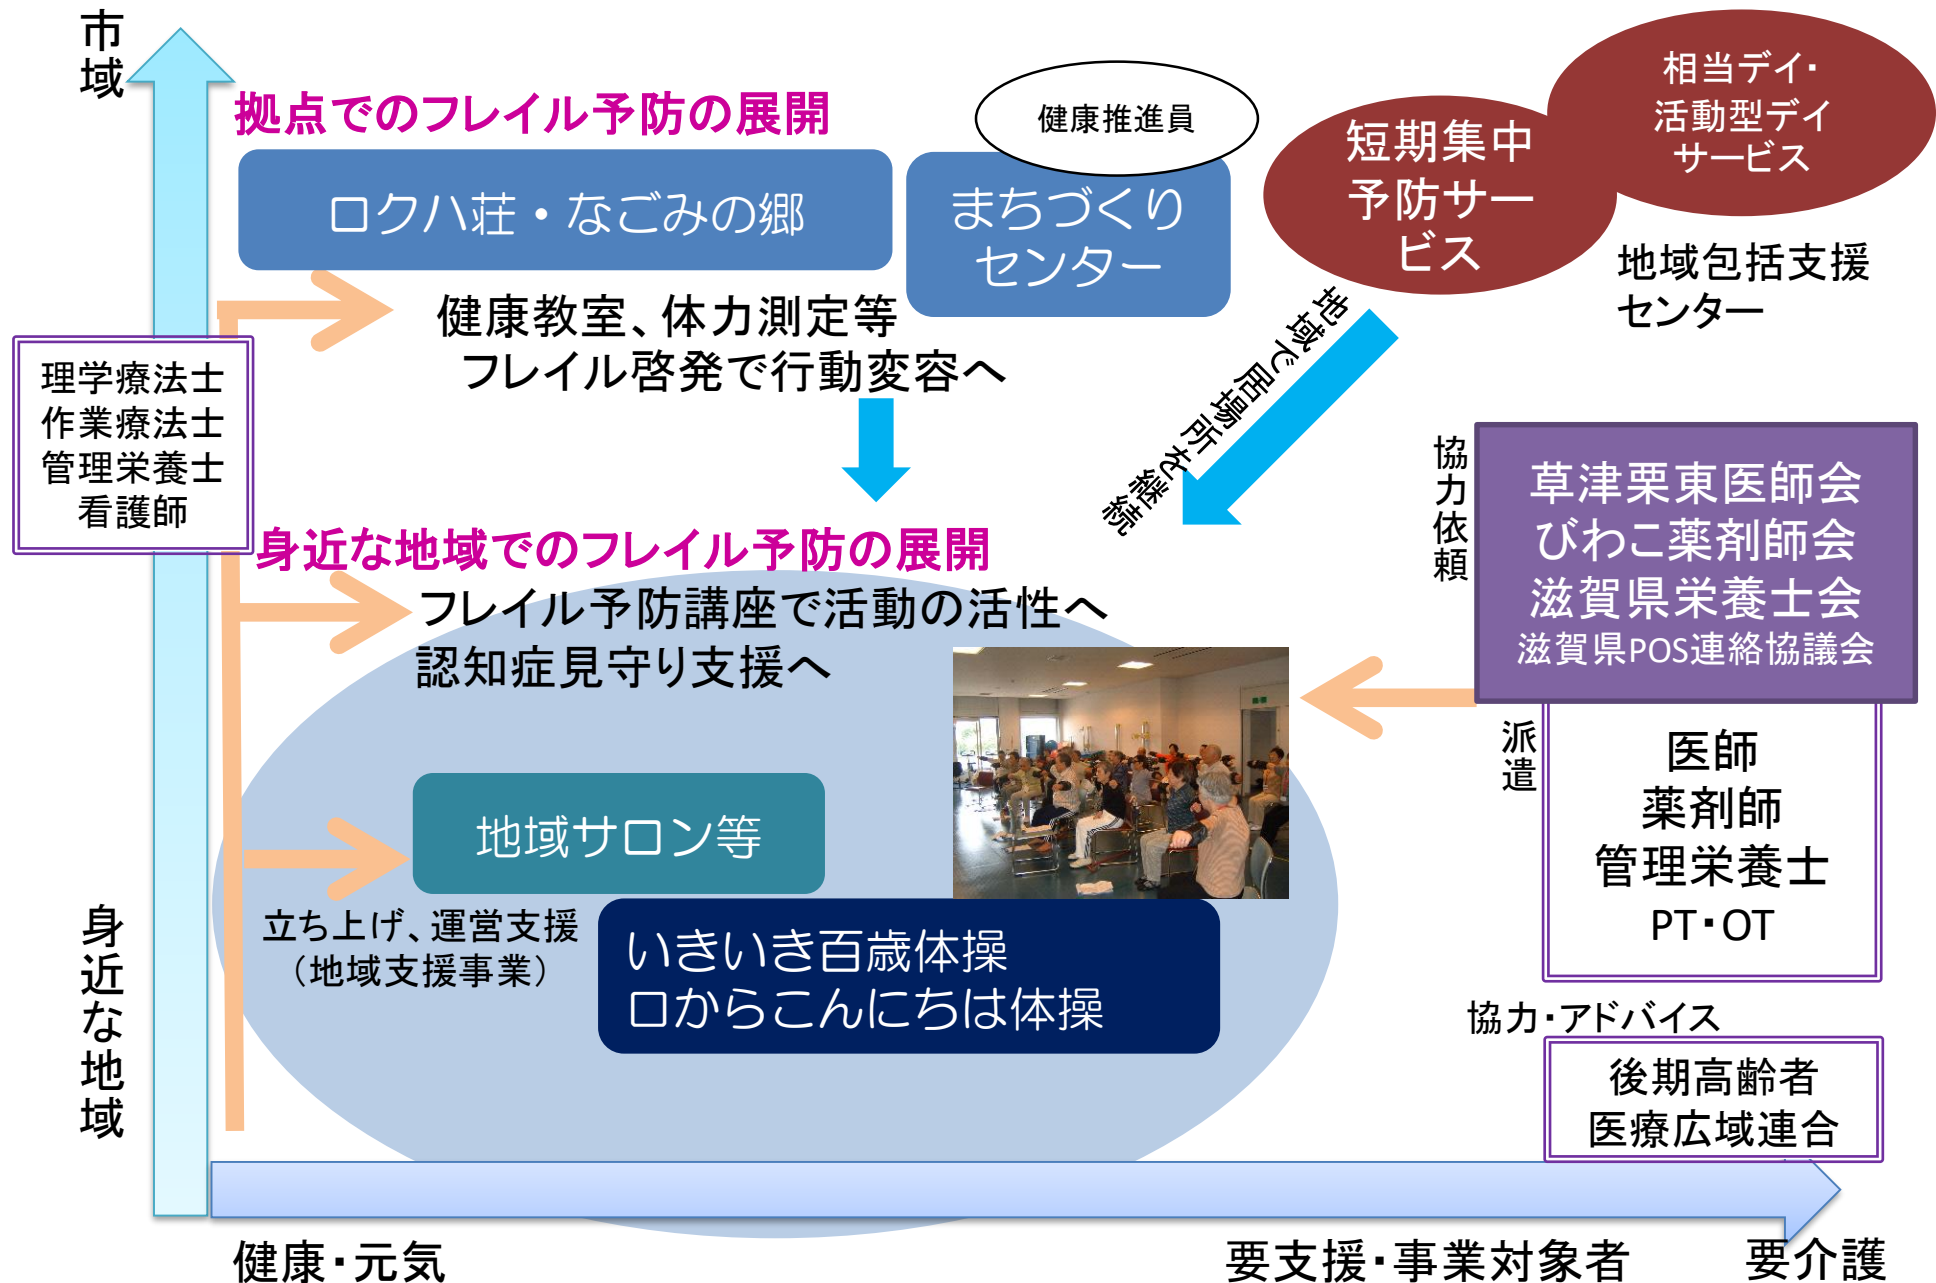 市域
拠点でのフレイル予防の展開
ロクハ荘・なごみの郷
健康推進員
まちづくり
センター
短期集中
予防サー
ビス
相当デイ・
活動型デイ
サービス
地域包括支援
センター
健康教室、体力測定等
フレイル啓発で行動変容へ
地域で居場所を継続
理学療法士
作業療法士
管理栄養士
看護師
身近な地域でのフレイル予防の展開
フレイル予防講座で活動の活性へ
認知症見守り支援へ
協力依頼
草津栗東医師会
びわこ薬剤師会
滋賀県栄養士会
滋賀県POS連絡協議会
派遣
医師
薬剤師
管理栄養士
PT・OT
地域サロン等
立ち上げ、運営支援
（地域支援事業）
いきいき百歳体操
口からこんにちは体操
協力・アドバイス
後期高齢者
医療広域連合
身近な地域
健康・元気
要支援・事業対象者
要介護